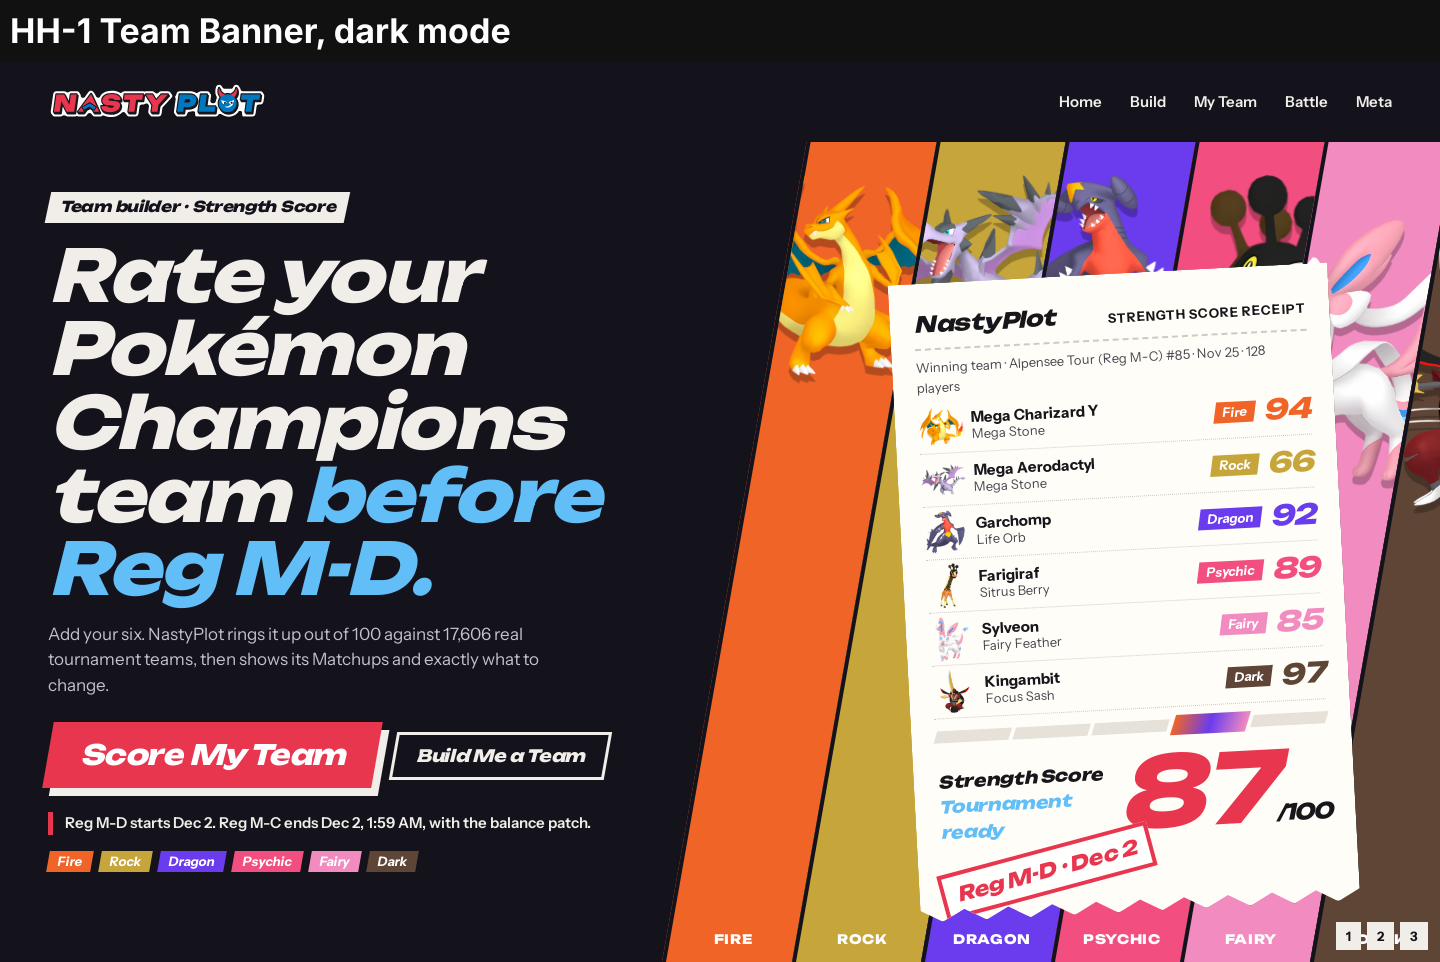 HH-1 Team Banner, dark mode
NASTY PLOT
Home Build My Team Battle Meta
Team builder · Strength Score
Rate your
Pokémon
Champions
team before
Reg M-D.
Add your six. NastyPlot rings it up out of 100 against 17,606 real
tournament teams, then shows its Matchups and exactly what to
change.
Score My Team
Build Me a Team
Reg M-D starts Dec 2. Reg M-C ends Dec 2, 1:59 AM, with the balance patch.
Fire Rock Dragon Psychic Fairy Dark
NastyPlot
STRENGTH SCORE RECEIPT
Winning team · Alpensee Tour (Reg M-C) #85 · Nov 25 · 128
players
Mega Charizard Y
Mega Stone
Fire 94
Mega Aerodactyl
Mega Stone
Rock 66
Garchomp
Life Orb
Dragon 92
Farigiraf
Sitrus Berry
Psychic 89
Sylveon
Fairy Feather
Fairy 85
Kingambit
Focus Sash
Dark 97
Strength Score
Tournament
ready
87/100
Reg M-D · Dec 2
FIRE ROCK DRAGON PSYCHIC FAIRY
1 2 3